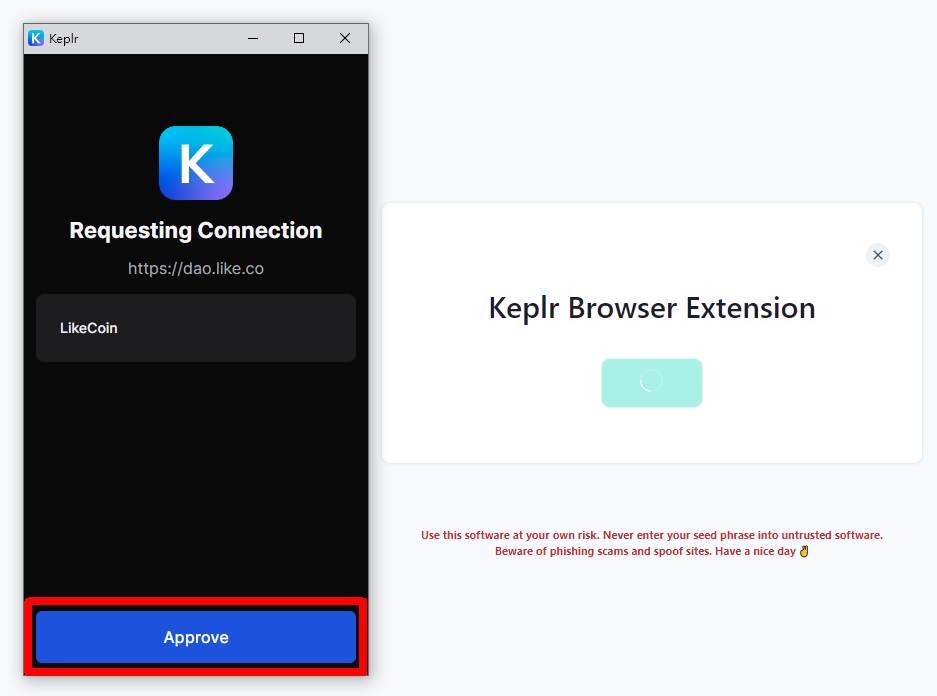 Keplr
K
Requesting Connection
https://dao.like.co
LikeCoin
Approve
Keplr Browser Extension
Use this software at your own risk. Never enter your seed phrase into untrusted software.
Beware of phishing scams and spoof sites. Have a nice day ✌️